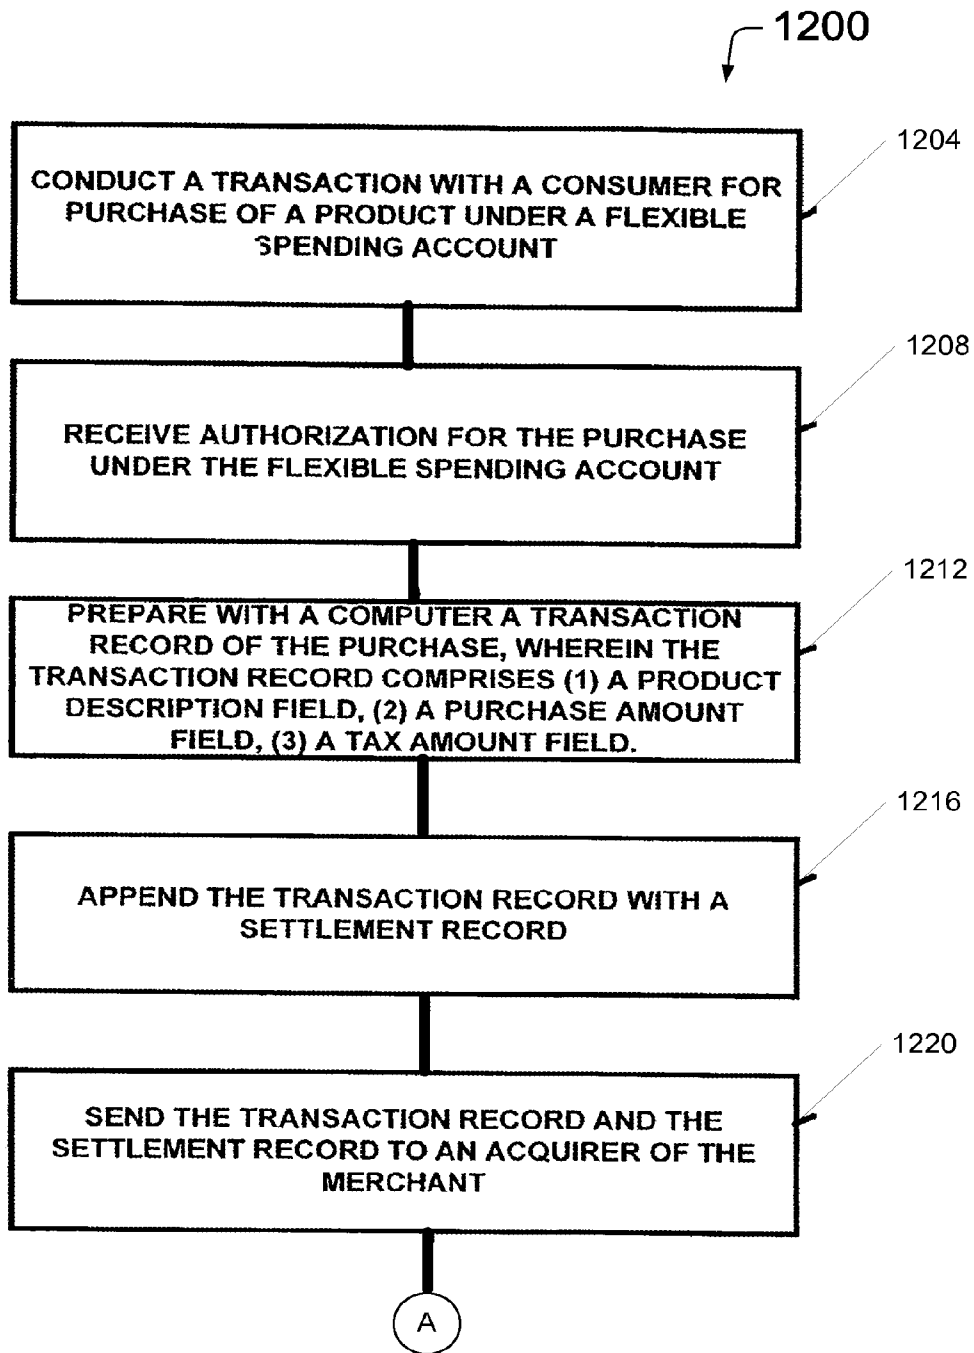 1200
1204
CONDUCT A TRANSACTION WITH A CONSUMER FOR
PURCHASE OF A PRODUCT UNDER A FLEXIBLE
SPENDING ACCOUNT
1208
RECEIVE AUTHORIZATION FOR THE PURCHASE
UNDER THE FLEXIBLE SPENDING ACCOUNT
1212
PREPARE WITH A COMPUTER A TRANSACTION
RECORD OF THE PURCHASE, WHEREIN THE
TRANSACTION RECORD COMPRISES (1) A PRODUCT
DESCRIPTION FIELD, (2) A PURCHASE AMOUNT
FIELD, (3) A TAX AMOUNT FIELD.
1216
APPEND THE TRANSACTION RECORD WITH A
SETTLEMENT RECORD
1220
SEND THE TRANSACTION RECORD AND THE
SETTLEMENT RECORD TO AN ACQUIRER OF THE
MERCHANT
A